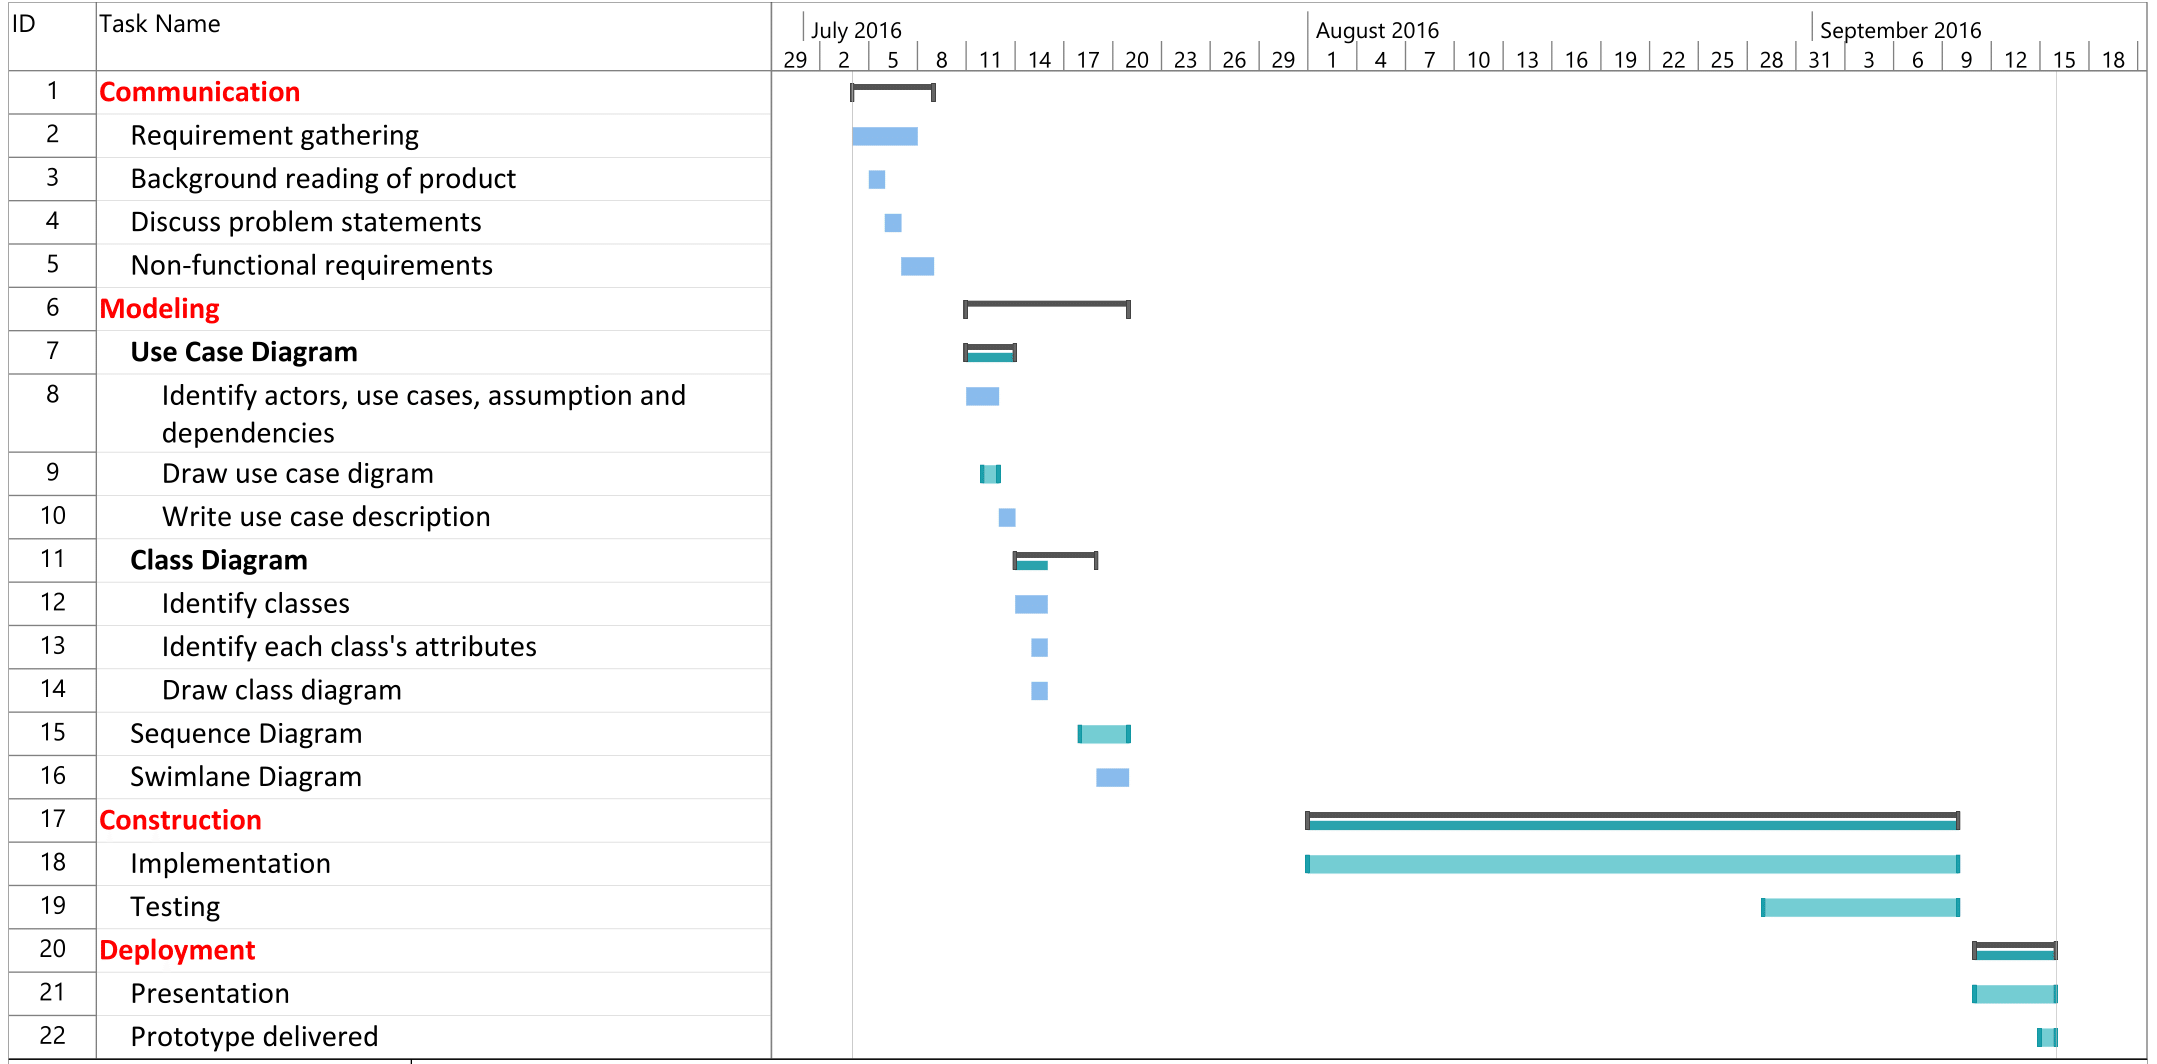 ID Task Name July 2016 August 2016 September 2016
29 2 5 8 11 14 17 20 23 26 29 1 4 7 10 13 16 19 22 25 28 31 3 6 9 12 15 18
1 Communication
2 Requirement gathering
3 Background reading of product
4 Discuss problem statements
5 Non-functional requirements
6 Modeling
7 Use Case Diagram
8 Identify actors, use cases, assumption and
dependencies
9 Draw use case digram
10 Write use case description
11 Class Diagram
12 Identify classes
13 Identify each class's attributes
14 Draw class diagram
15 Sequence Diagram
16 Swimlane Diagram
17 Construction
18 Implementation
19 Testing
20 Deployment
21 Presentation
22 Prototype delivered